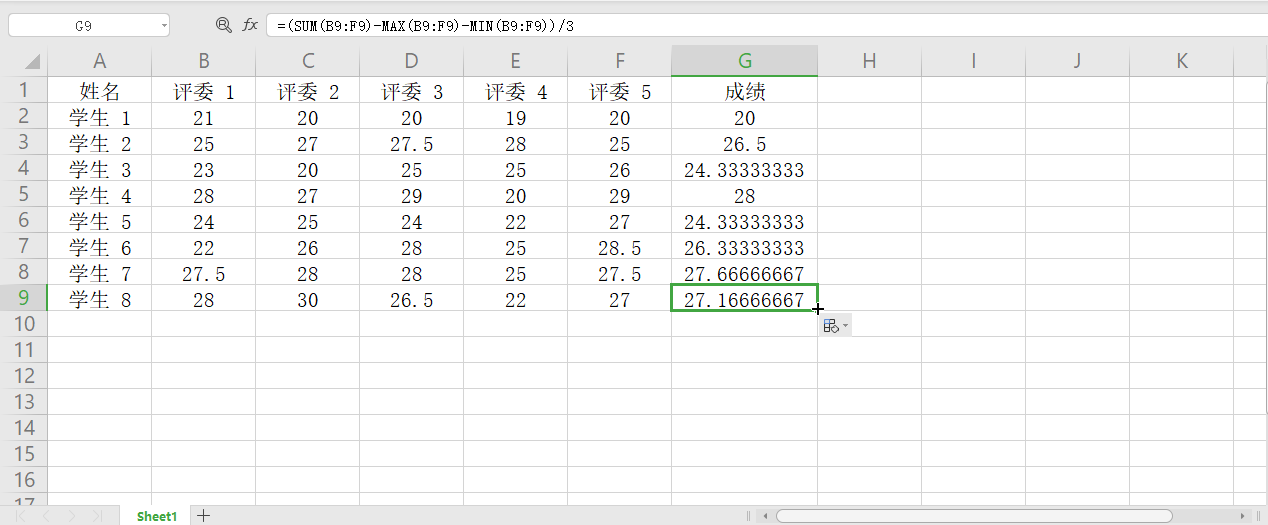 G9 fx =(SUM(B9:F9)-MAX(B9:F9)-MIN(B9:F9))/3
A B C D E F G H I J K
1 姓名 评委 1 评委 2 评委 3 评委 4 评委 5 成绩
2 学生 1 21 20 20 19 20 20
3 学生 2 25 27 27.5 28 25 26.5
4 学生 3 23 20 25 25 26 24.33333333
5 学生 4 28 27 29 20 29 28
6 学生 5 24 25 24 22 27 24.33333333
7 学生 6 22 26 28 25 28.5 26.33333333
8 学生 7 27.5 28 28 25 27.5 27.66666667
9 学生 8 28 30 26.5 22 27 27.16666667
10
11
12
13
14
15
16
17
Sheet1